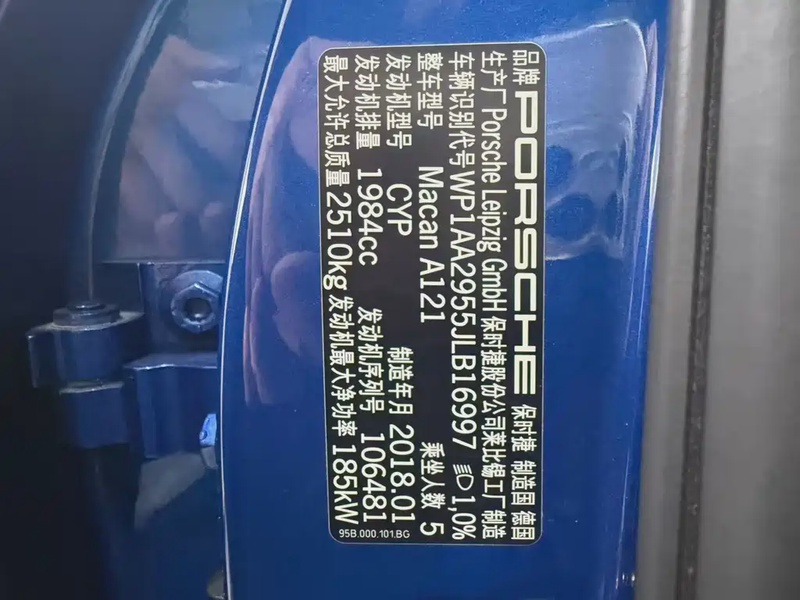 品牌 PORSCHE 保时捷 制造国 德国
生产厂 Porsche Leipzig GmbH 保时捷股份公司莱比锡工厂 制造
车辆识别代号 WP1AA2955JLB16997 1,0%
整车型号 Macan A121 乘坐人数 5
发动机型号 CYP 制造年月 2018.01
发动机排量 1984cc 发动机序列号 106481
最大允许总质量 2510kg 发动机最大净功率 185kW
95B.000.101.BG